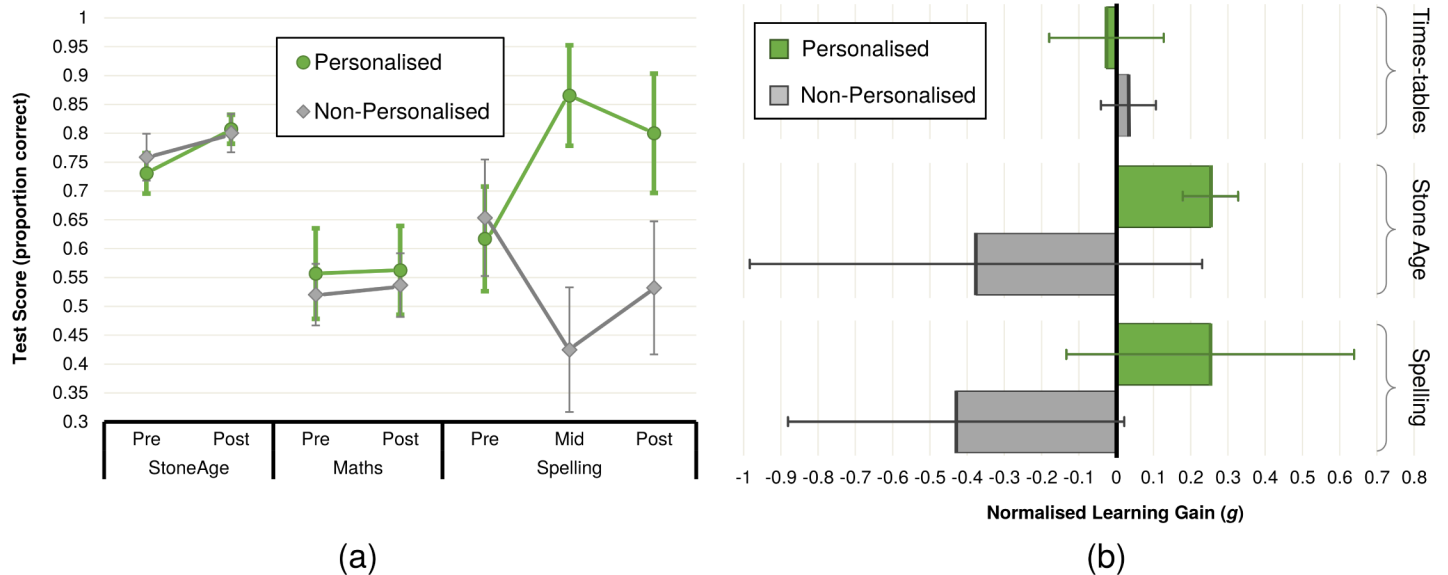 Test Score (proportion correct)
1
0.95
0.9
0.85
0.8
0.75
0.7
0.65
0.6
0.55
0.5
0.45
0.4
0.35
0.3
Personalised
Non-Personalised
Pre Post Pre Post Pre Mid Post
StoneAge Maths Spelling
(a)
Personalised
Non-Personalised
Times-tables
Stone Age
Spelling
-1 -0.9 -0.8 -0.7 -0.6 -0.5 -0.4 -0.3 -0.2 -0.1 0 0.1 0.2 0.3 0.4 0.5 0.6 0.7 0.8
Normalised Learning Gain (g)
(b)